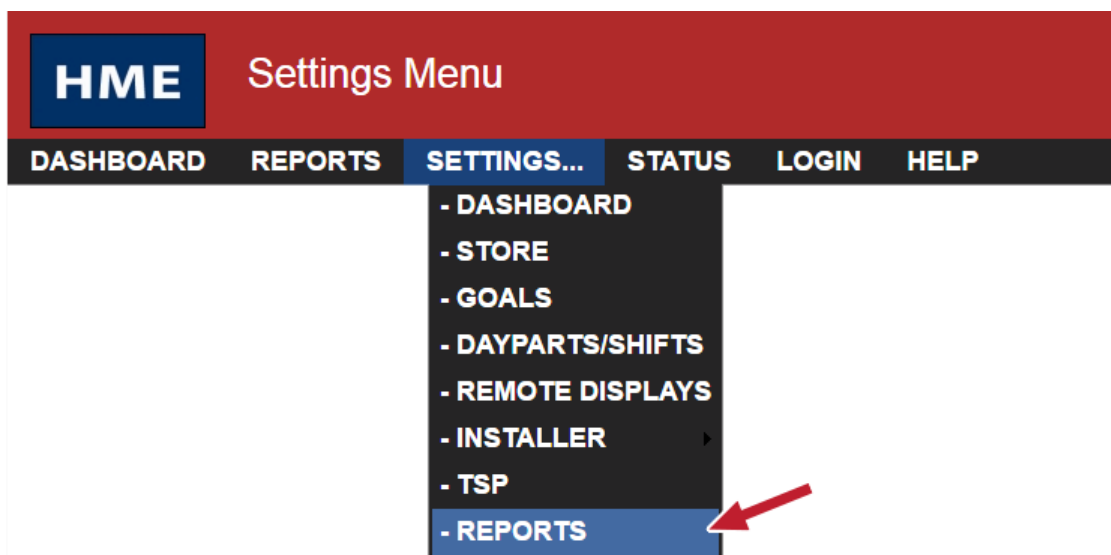 HME
Settings Menu
DASHBOARD REPORTS SETTINGS... STATUS LOGIN HELP
- DASHBOARD
- STORE
- GOALS
- DAYPARTS/SHIFTS
- REMOTE DISPLAYS
- INSTALLER
- TSP
- REPORTS